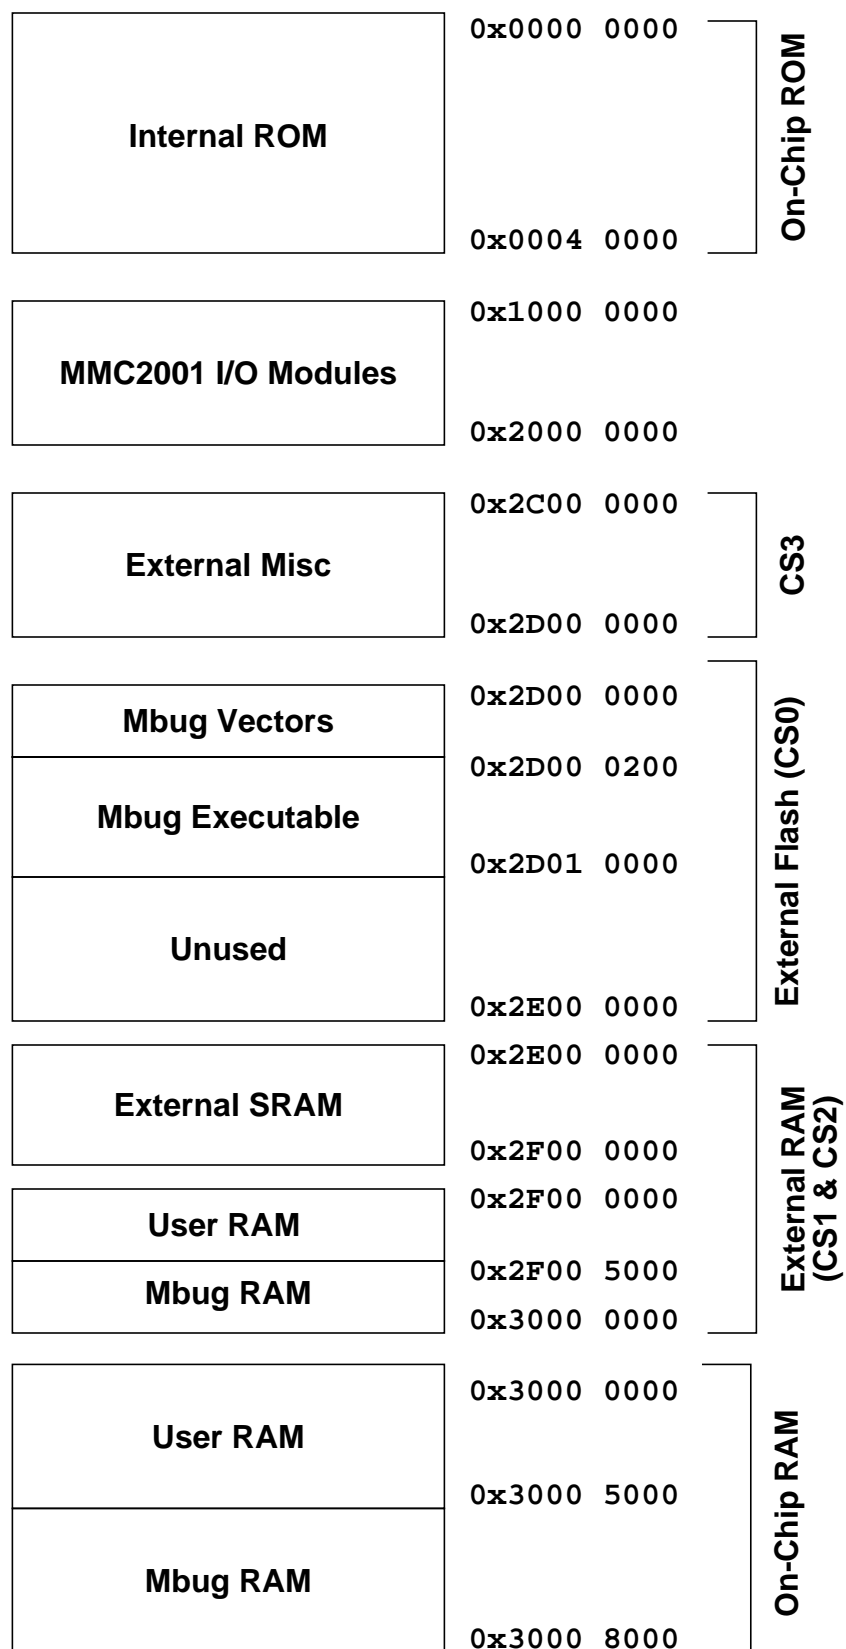 0x0000 0000
Internal ROM
0x0004 0000
On-Chip ROM
0x1000 0000
MMC2001 I/O Modules
0x2000 0000
0x2C00 0000
External Misc
0x2D00 0000
CS3
0x2D00 0000
Mbug Vectors
0x2D00 0200
Mbug Executable
0x2D01 0000
Unused
0x2E00 0000
External Flash (CS0)
0x2E00 0000
External SRAM
0x2F00 0000
0x2F00 0000
User RAM
0x2F00 5000
Mbug RAM
0x3000 0000
External RAM
(CS1 & CS2)
0x3000 0000
User RAM
0x3000 5000
Mbug RAM
0x3000 8000
On-Chip RAM